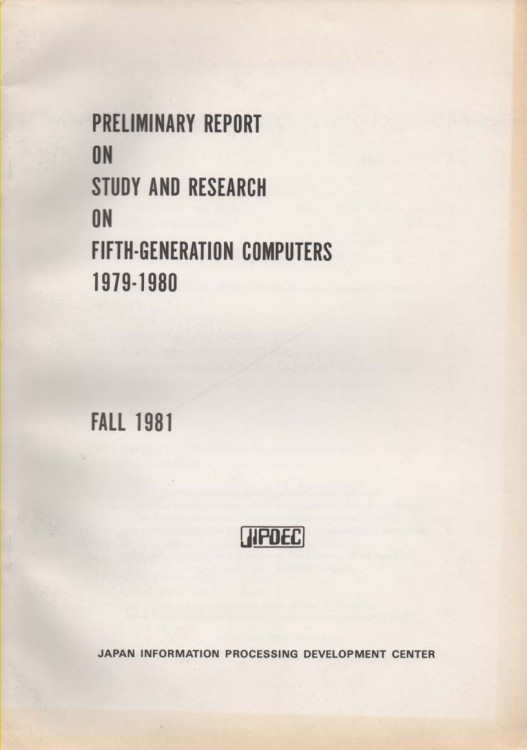 PRELIMINARY REPORT
ON
STUDY AND RESEARCH
ON
FIFTH-GENERATION COMPUTERS
1979-1980
FALL 1981
JIPDEC
JAPAN INFORMATION PROCESSING DEVELOPMENT CENTER